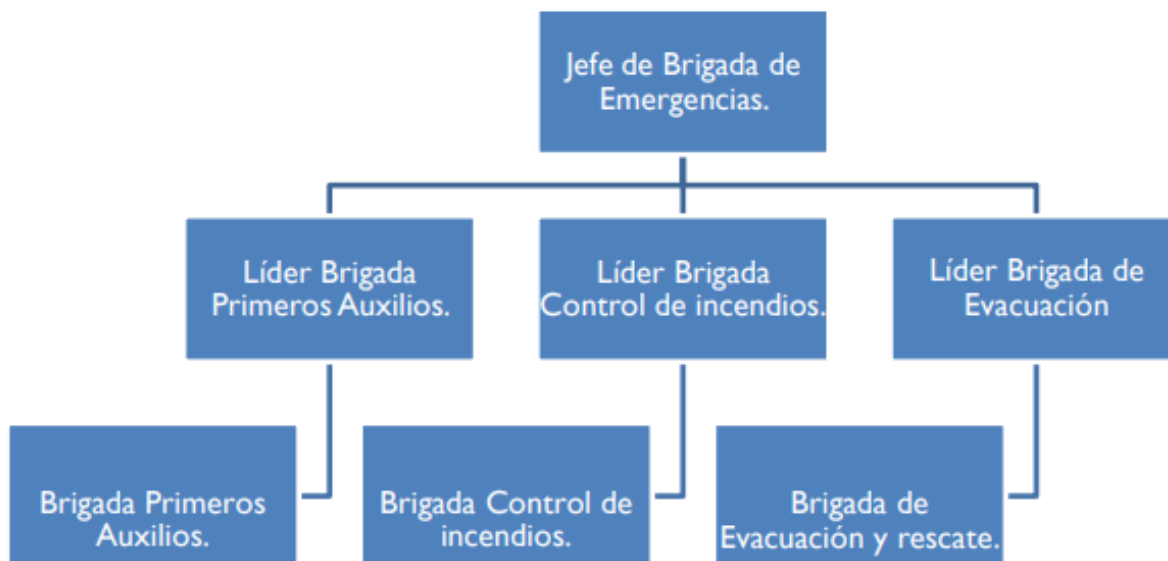 Jefe de Brigada de
Emergencias.
Líder Brigada
Primeros Auxilios.
Líder Brigada
Control de incendios.
Líder Brigada de
Evacuación
Brigada Primeros
Auxilios.
Brigada Control de
incendios.
Brigada de
Evacuación y rescate.